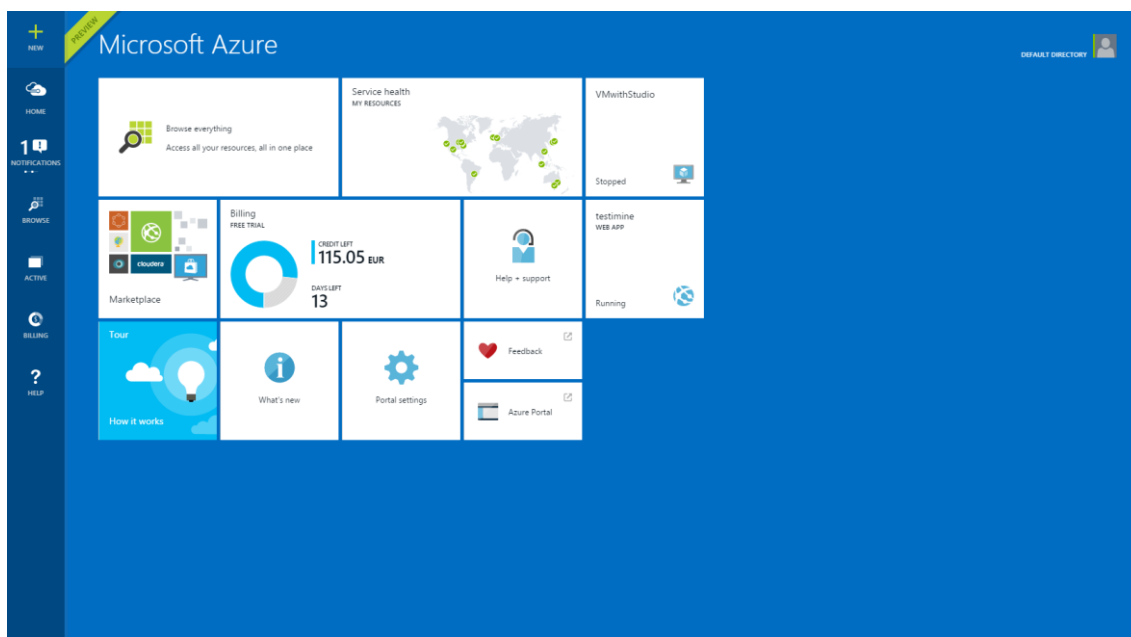 NEW
HOME
1
NOTIFICATIONS
BROWSE
ACTIVE
BILLING
?
HELP
PREVIEW
Microsoft Azure
DEFAULT DIRECTORY
Browse everything
Access all your resources, all in one place
Service health
MY RESOURCES
VMwithStudio
Stopped
cloudera
Marketplace
Billing
FREE TRIAL
CREDIT LEFT
115.05 EUR
DAYS LEFT
13
Help + support
testimine
WEB APP
Running
Tour
How it works
What's new
Portal settings
Feedback
Azure Portal